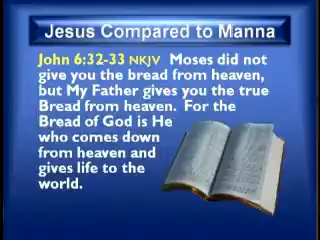 Jesus Compared to Manna
John 6:32-33 NKJV Moses did not
give you the bread from heaven,
but My Father gives you the true
Bread from heaven. For the
Bread of God is He
who comes down
from heaven and
gives life to the
world.